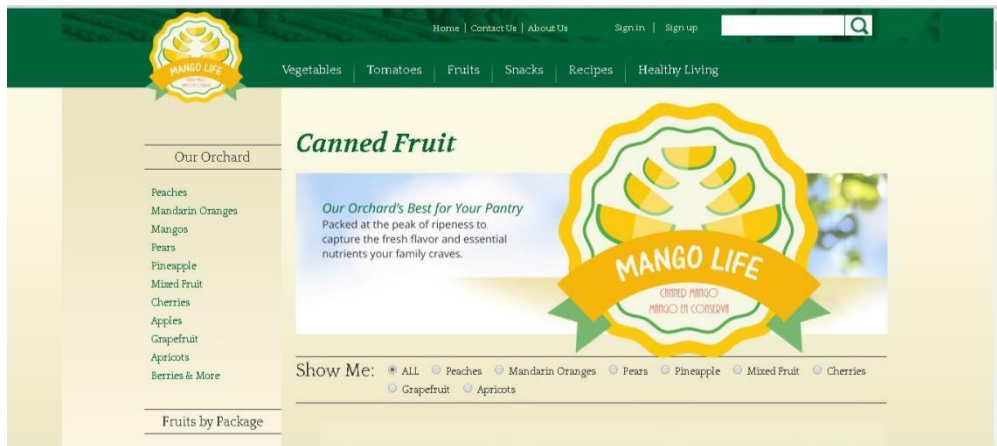 Home | Contact Us | About Us
Sign in | Sign up
MANGO LIFE
Vegetables | Tomatoes | Fruits | Snacks | Recipes | Healthy Living
Our Orchard
Peaches
Mandarin Oranges
Mangos
Pears
Pineapple
Mixed Fruit
Cherries
Apples
Grapefruit
Apricots
Berries & More
Fruits by Package
Canned Fruit
Our Orchard's Best for Your Pantry
Packed at the peak of ripeness to
capture the fresh flavor and essential
nutrients your family craves.
MANGO LIFE
CANNED MANGO
MANGO EN CONSERVA
Show Me: ALL Peaches Mandarin Oranges Pears Pineapple Mixed Fruit Cherries
Grapefruit Apricots